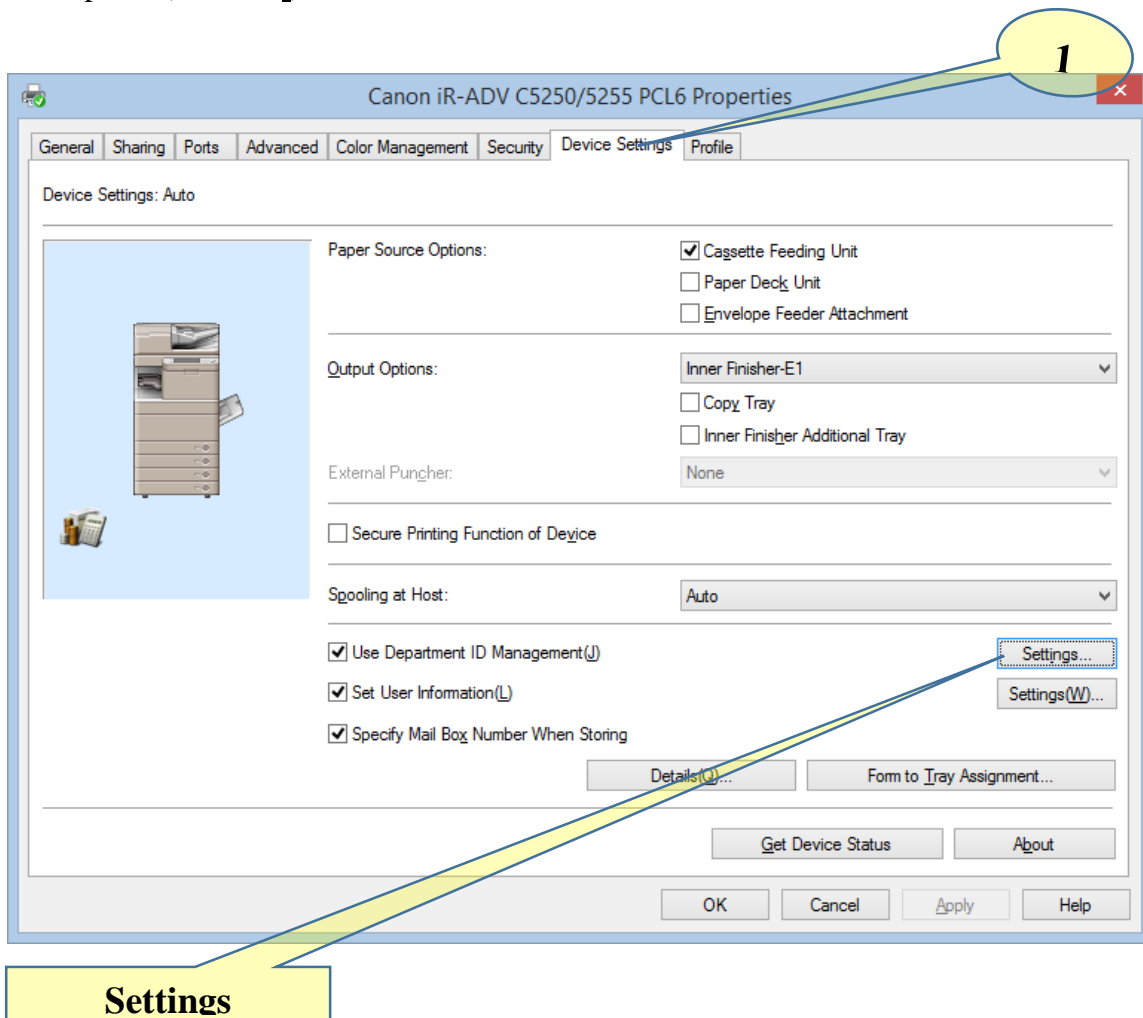 1
Canon iR-ADV C5250/5255 PCL6 Properties
General Sharing Ports Advanced Color Management Security Device Settings Profile
Device Settings: Auto
Paper Source Options: Cassette Feeding Unit
Paper Deck Unit
Envelope Feeder Attachment
Output Options: Inner Finisher-E1
Copy Tray
Inner Finisher Additional Tray
External Puncher: None
Secure Printing Function of Device
Spooling at Host: Auto
Use Department ID Management(J) Settings...
Set User Information(L) Settings(W)...
Specify Mail Box Number When Storing
Details(Q)... Form to Tray Assignment...
Get Device Status About
OK Cancel Apply Help
Settings